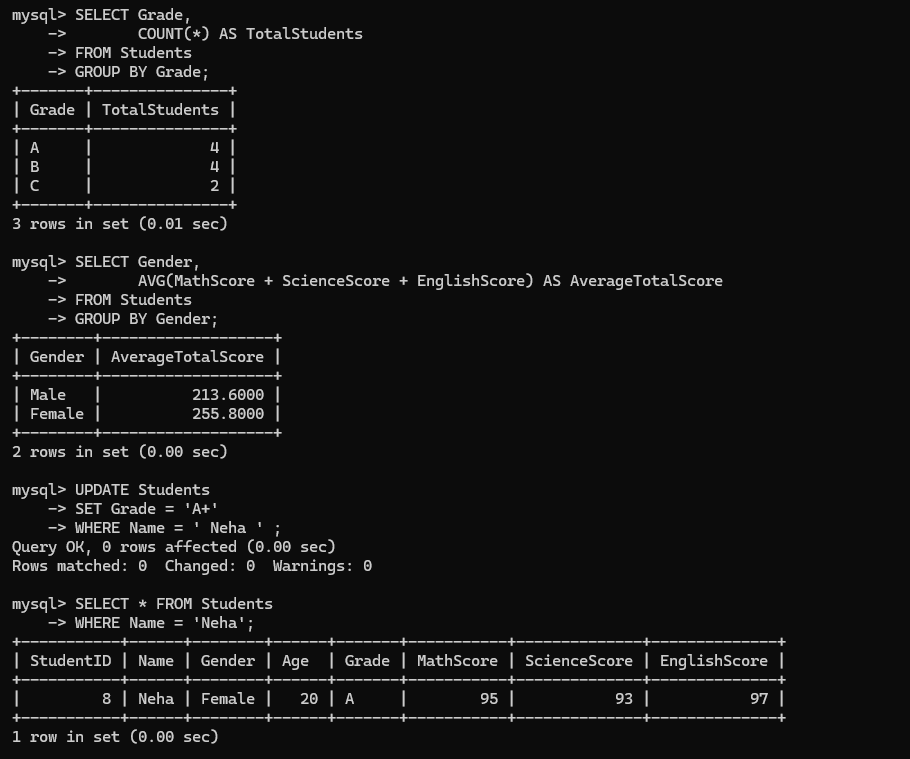 mysql> SELECT Grade,
    ->        COUNT(*) AS TotalStudents
    -> FROM Students
    -> GROUP BY Grade;
+-------+---------------+
| Grade | TotalStudents |
+-------+---------------+
| A     |             4 |
| B     |             4 |
| C     |             2 |
+-------+---------------+
3 rows in set (0.01 sec)

mysql> SELECT Gender,
    ->        AVG(MathScore + ScienceScore + EnglishScore) AS AverageTotalScore
    -> FROM Students
    -> GROUP BY Gender;
+--------+-------------------+
| Gender | AverageTotalScore |
+--------+-------------------+
| Male   |          213.6000 |
| Female |          255.8000 |
+--------+-------------------+
2 rows in set (0.00 sec)

mysql> UPDATE Students
    -> SET Grade = 'A+'
    -> WHERE Name = ' Neha ' ;
Query OK, 0 rows affected (0.00 sec)
Rows matched: 0  Changed: 0  Warnings: 0

mysql> SELECT * FROM Students
    -> WHERE Name = 'Neha';
+-----------+------+--------+------+-------+-----------+--------------+--------------+
| StudentID | Name | Gender | Age  | Grade | MathScore | ScienceScore | EnglishScore |
+-----------+------+--------+------+-------+-----------+--------------+--------------+
|         8 | Neha | Female |   20 | A     |        95 |           93 |           97 |
+-----------+------+--------+------+-------+-----------+--------------+--------------+
1 row in set (0.00 sec)